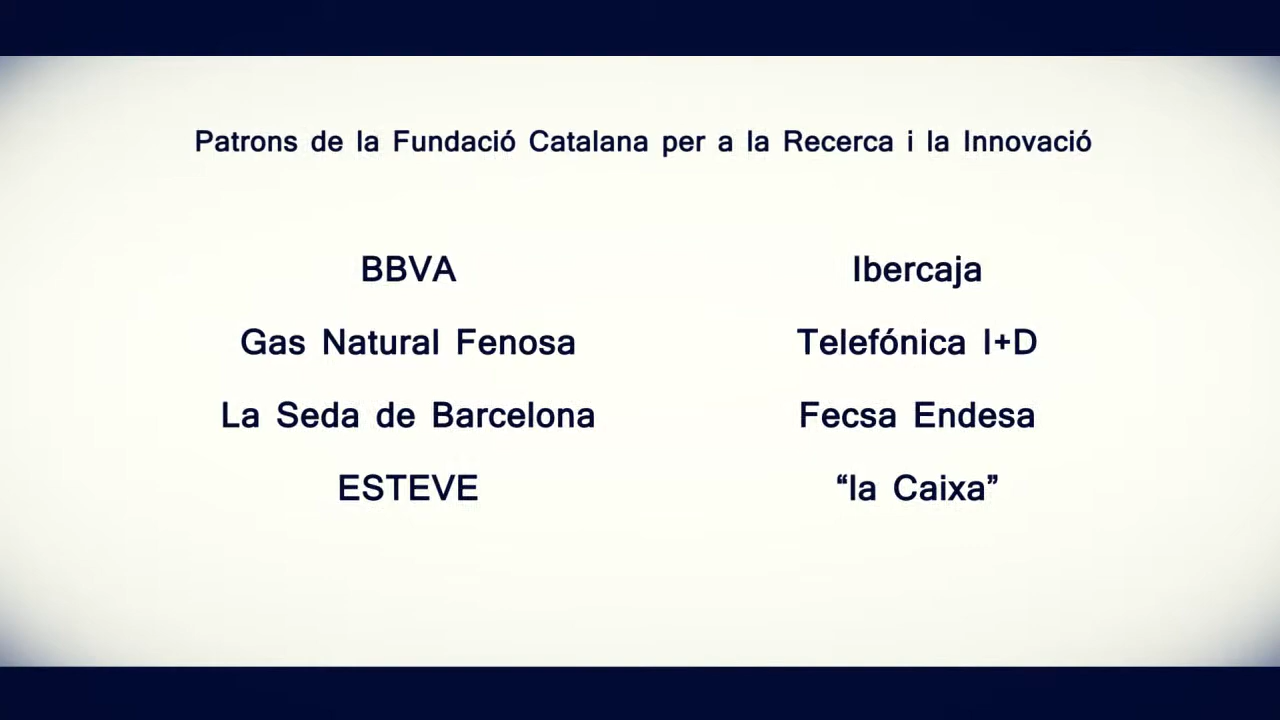 Patrons de la Fundació Catalana per a la Recerca i la Innovació
BBVA
Gas Natural Fenosa
La Seda de Barcelona
ESTEVE
Ibercaja
Telefónica I+D
Fecsa Endesa
“la Caixa”